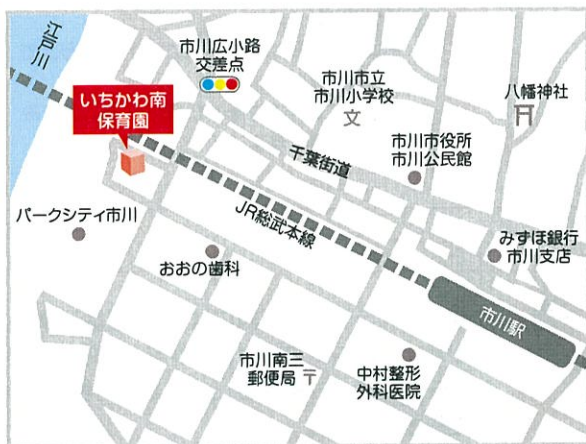 江戸川
市川広小路
交差点
いちかわ南
保育園
市川市立
市川小学校
文
八幡神社
市川市役所
市川公民館
千葉街道
JR総武本線
パークシティ市川
おおの歯科
みずほ銀行
市川支店
市川駅
市川南三
郵便局〒
中村整形
外科医院